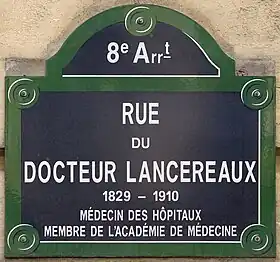 8e Arrt
RUE
DU
DOCTEUR LANCEREAUX
1829 – 1910
MÉDECIN DES HÔPITAUX
MEMBRE DE L'ACADÉMIE DE MÉDECINE